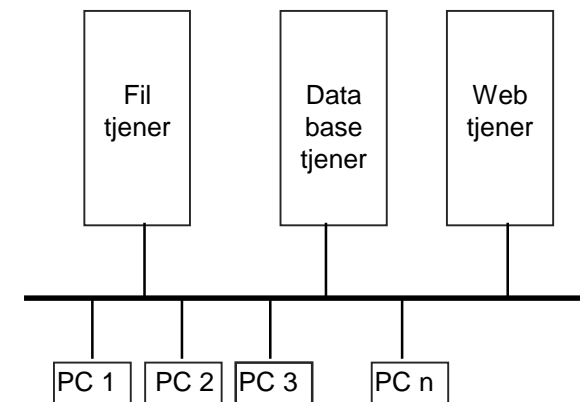 Fil
tjener
Data
base
tjener
Web
tjener
PC 1
PC 2
PC 3
PC n